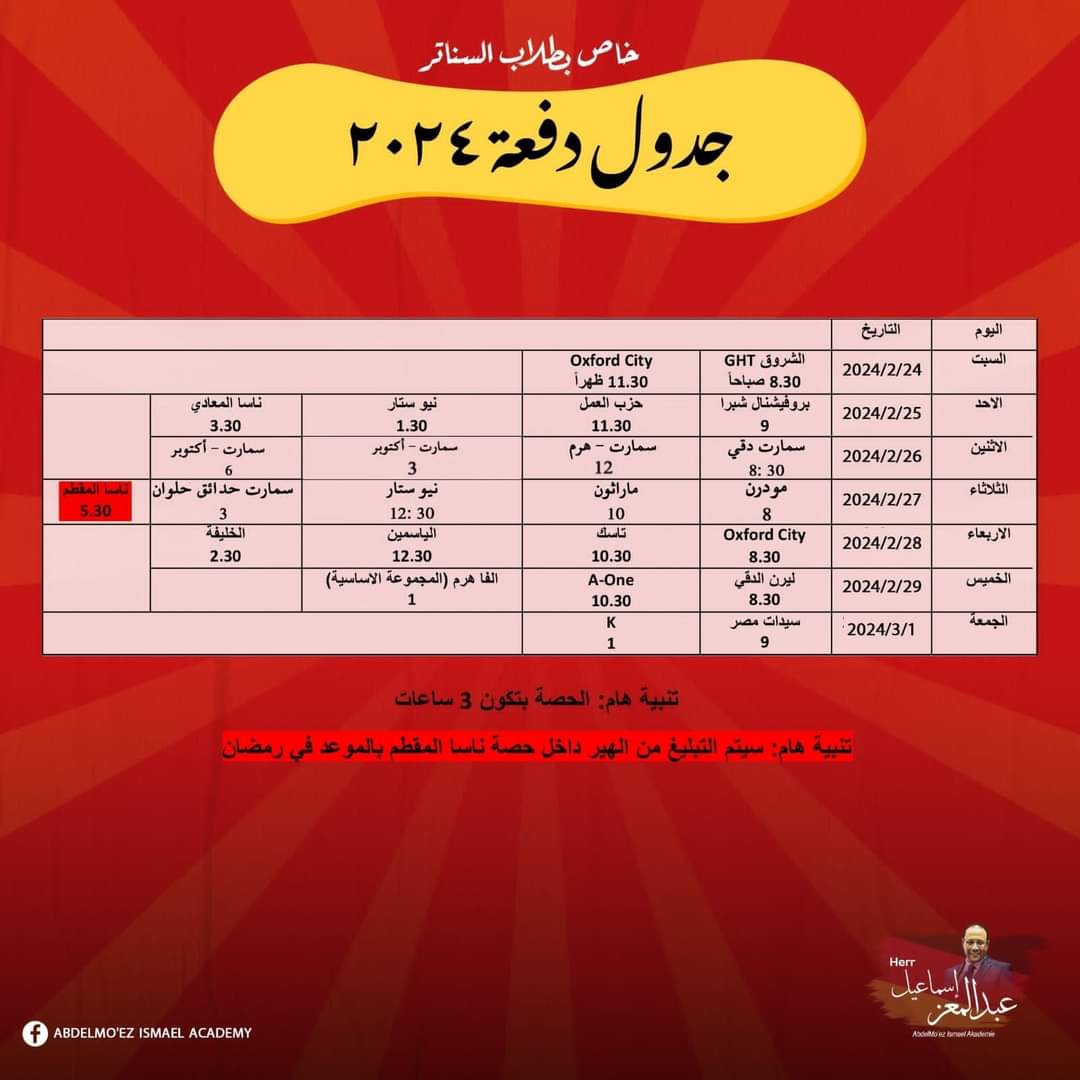 خاص بطلاب السناتر
جدول دفعة ٢٠٢٤
اليوم التاريخ
السبت 2024/2/24 الشروق GHT Oxford City
8.30 صباحاً 11.30 ظهراً
الاحد 2024/2/25 بروفيشنال شبرا حزب العمل نيو ستار ناسا المعادي
9 11.30 1.30 3.30
الاثنين 2024/2/26 سمارت دقي سمارت - هرم سمارت - أكتوبر سمارت - أكتوبر
8: 30 12 3 6
الثلاثاء 2024/2/27 مودرن ماراثون نيو ستار سمارت حدائق حلوان ناسا المقطم
8 10 12: 30 3 5.30
الاربعاء 2024/2/28 Oxford City تاسك الياسمين الخليفة
8.30 10.30 12.30 2.30
الخميس 2024/2/29 ليرن الدقي A-One الفا هرم (المجموعة الاساسية)
8.30 10.30 1
الجمعة 2024/3/1 سيدات مصر K
9 1
تنبية هام: الحصة بتكون 3 ساعات
تنبية هام: سيتم التبليغ من الهير داخل حصة ناسا المقطم بالموعد في رمضان
Herr
عبدالمعز إسماعيل
AbdelMo'ez Ismael Akademie
ABDELMO'EZ ISMAEL ACADEMY